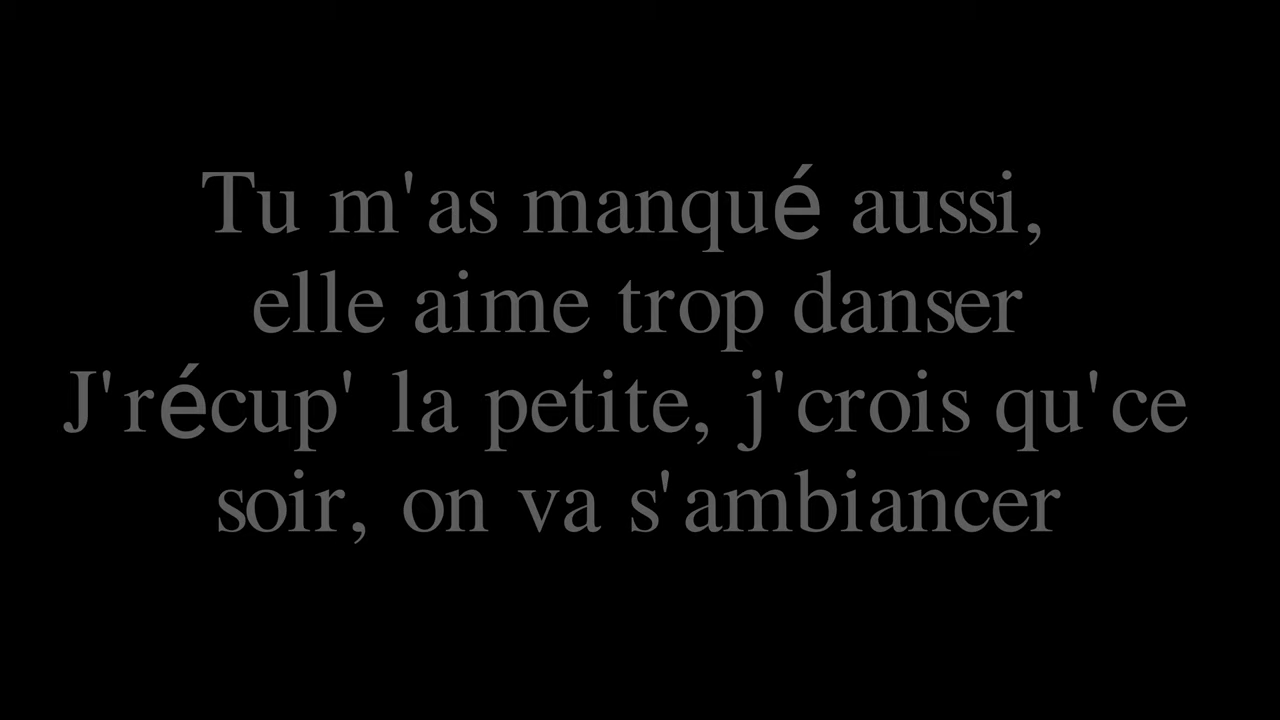 Tu m'as manqué aussi,
elle aime trop danser
J'récup' la petite, j'crois qu'ce
soir, on va s'ambiancer